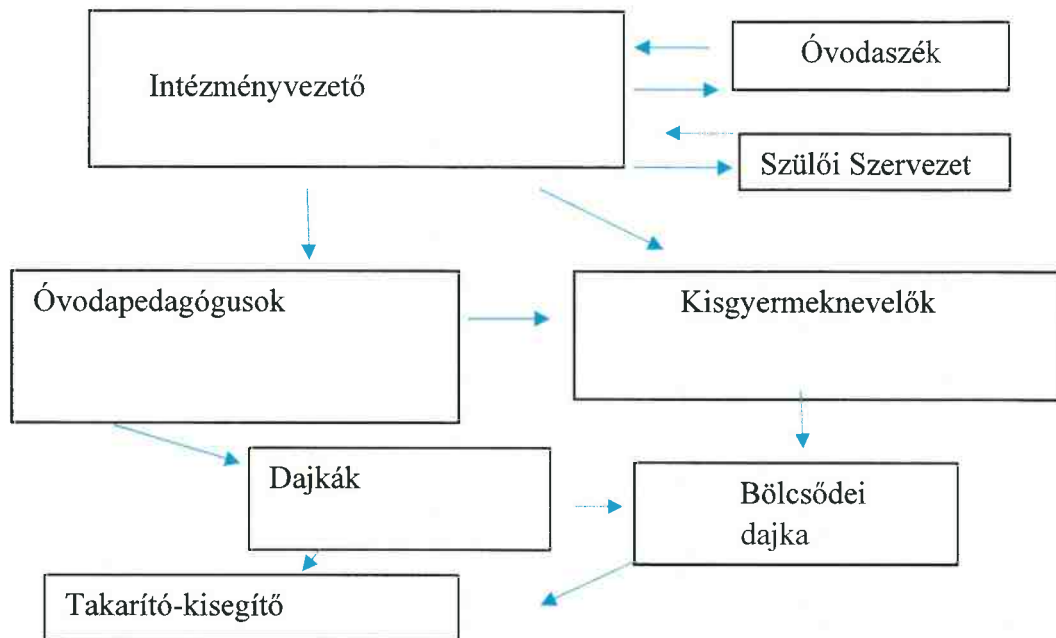 Intézményvezető
Óvodaszék
Szülői Szervezet
Óvodapedagógusok
Kisgyermeknevelők
Dajkák
Bölcsődei
dajka
Takarító-kisegítő